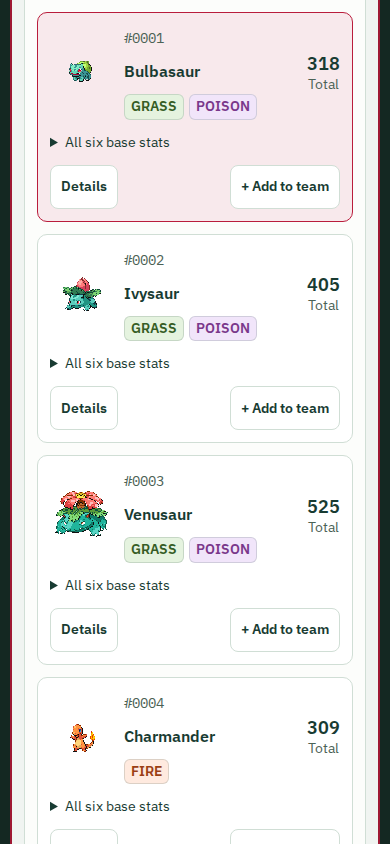 #0001
Bulbasaur
318
Total
GRASS POISON
▶ All six base stats
Details
+ Add to team
#0002
Ivysaur
405
Total
GRASS POISON
▶ All six base stats
Details
+ Add to team
#0003
Venusaur
525
Total
GRASS POISON
▶ All six base stats
Details
+ Add to team
#0004
Charmander
309
Total
FIRE
▶ All six base stats